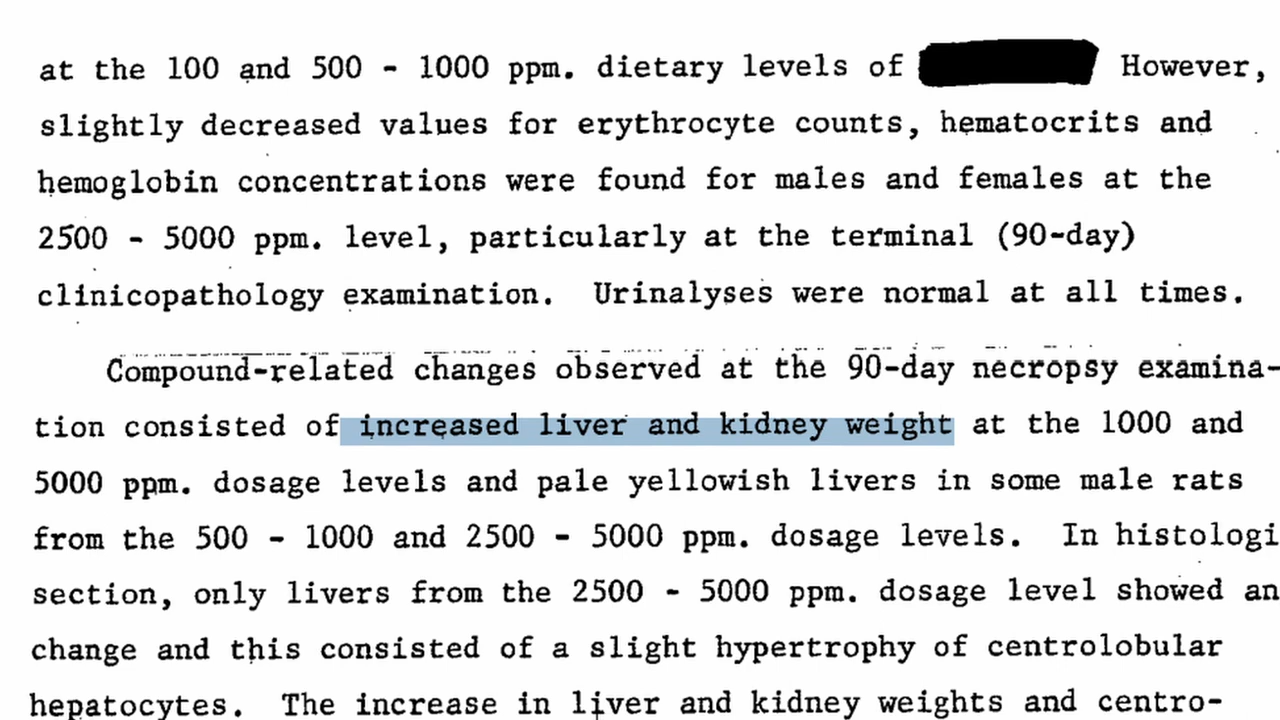 at the 100 and 500 - 1000 ppm. dietary levels of However,
slightly decreased values for erythrocyte counts, hematocrits and
hemoglobin concentrations were found for males and females at the
2500 - 5000 ppm. level, particularly at the terminal (90-day)
clinicopathology examination. Urinalyses were normal at all times.
Compound-related changes observed at the 90-day necropsy examina-
tion consisted of increased liver and kidney weight at the 1000 and
5000 ppm. dosage levels and pale yellowish livers in some male rats
from the 500 - 1000 and 2500 - 5000 ppm. dosage levels. In histologi
section, only livers from the 2500 - 5000 ppm. dosage level showed an
change and this consisted of a slight hypertrophy of centrolobular
hepatocytes. The increase in liver and kidney weights and centro-